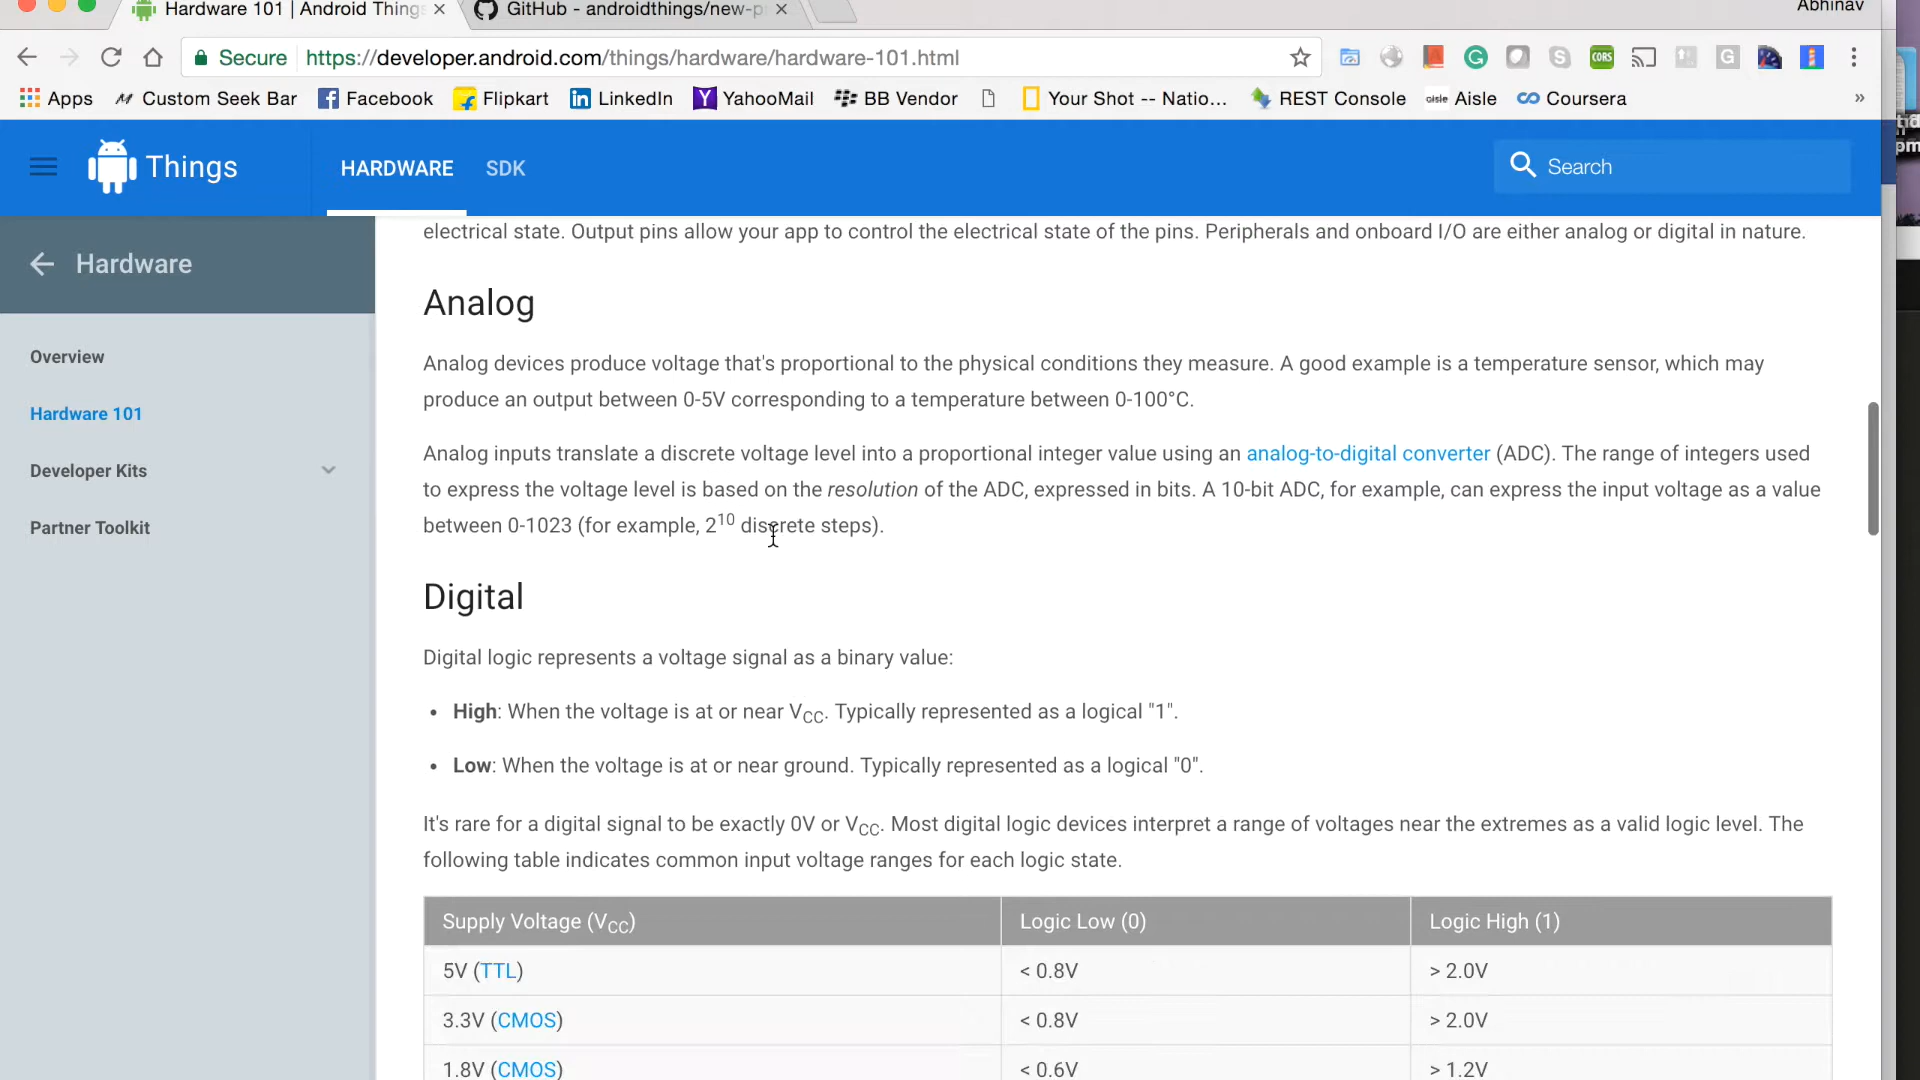 Hardware 101 | Android Things
GitHub - androidthings/new-p
Abhinav
Secure https://developer.android.com/things/hardware/hardware-101.html
Apps Custom Seek Bar Facebook Flipkart LinkedIn YahooMail BB Vendor Your Shot -- Natio... REST Console aisle Aisle Coursera »
Things HARDWARE SDK Search
electrical state. Output pins allow your app to control the electrical state of the pins. Peripherals and onboard I/O are either analog or digital in nature.
Hardware
Overview
Hardware 101
Developer Kits
Partner Toolkit
Analog
Analog devices produce voltage that's proportional to the physical conditions they measure. A good example is a temperature sensor, which may
produce an output between 0-5V corresponding to a temperature between 0-100°C.
Analog inputs translate a discrete voltage level into a proportional integer value using an analog-to-digital converter (ADC). The range of integers used
to express the voltage level is based on the resolution of the ADC, expressed in bits. A 10-bit ADC, for example, can express the input voltage as a value
between 0-1023 (for example, 2¹⁰ discrete steps).
Digital
Digital logic represents a voltage signal as a binary value:
• High: When the voltage is at or near VCC. Typically represented as a logical "1".
• Low: When the voltage is at or near ground. Typically represented as a logical "0".
It's rare for a digital signal to be exactly 0V or VCC. Most digital logic devices interpret a range of voltages near the extremes as a valid logic level. The
following table indicates common input voltage ranges for each logic state.
Supply Voltage (VCC) Logic Low (0) Logic High (1)
5V (TTL) < 0.8V > 2.0V
3.3V (CMOS) < 0.8V > 2.0V
1.8V (CMOS) < 0.6V > 1.2V